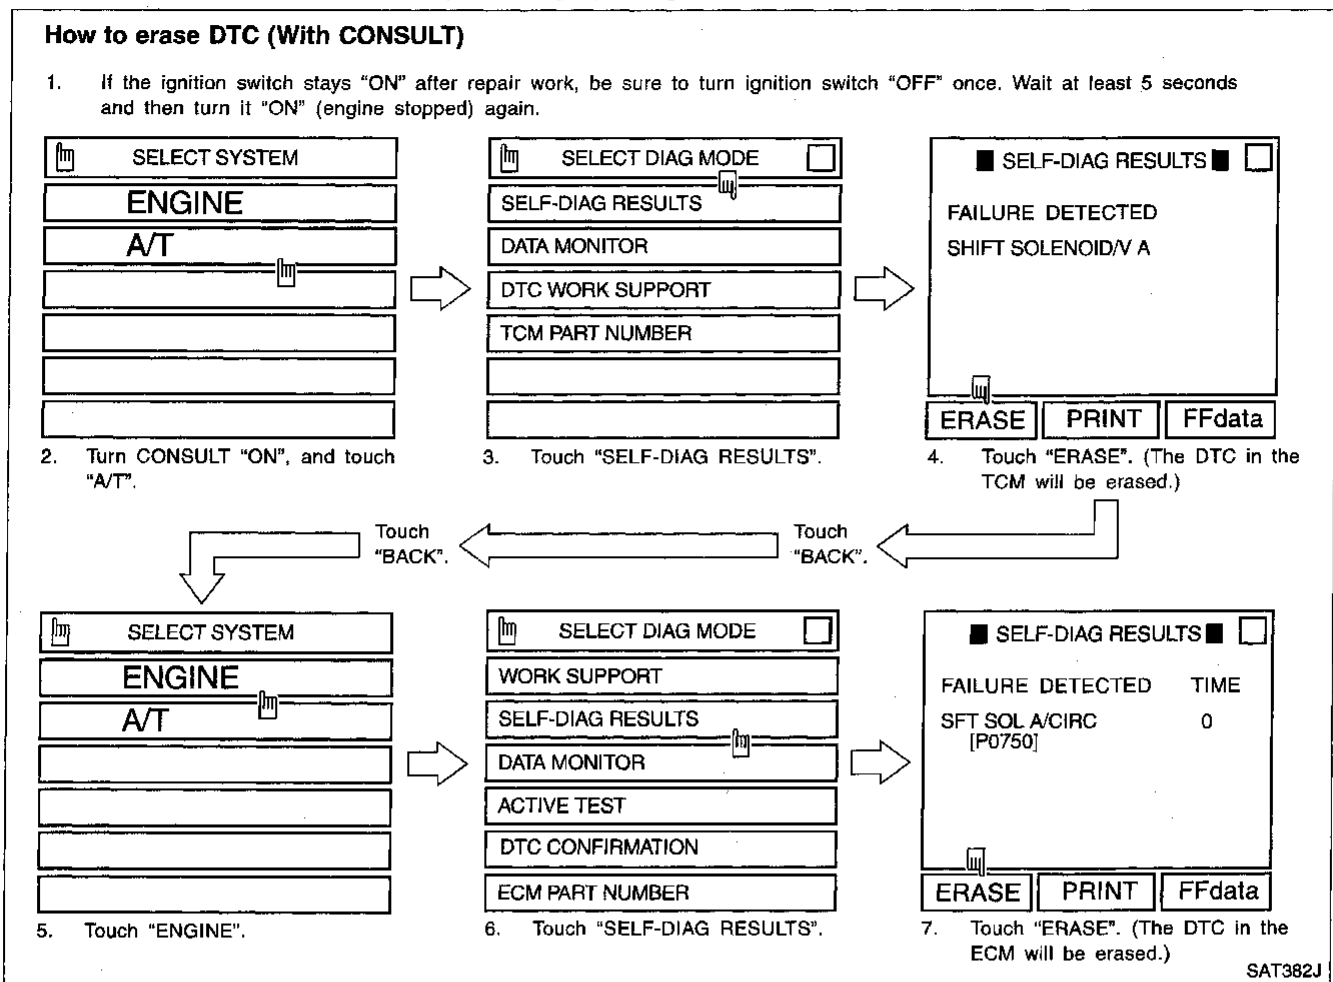 How to erase DTC (With CONSULT)
1. If the ignition switch stays “ON” after repair work, be sure to turn ignition switch “OFF” once. Wait at least 5 seconds
and then turn it “ON” (engine stopped) again.
SELECT SYSTEM
ENGINE
A/T
2. Turn CONSULT “ON”, and touch
“A/T”.
SELECT DIAG MODE
SELF-DIAG RESULTS
DATA MONITOR
DTC WORK SUPPORT
TCM PART NUMBER
3. Touch “SELF-DIAG RESULTS”.
SELF-DIAG RESULTS
FAILURE DETECTED
SHIFT SOLENOID/V A
ERASE PRINT FFdata
4. Touch “ERASE”. (The DTC in the
TCM will be erased.)
Touch
“BACK”.
Touch
“BACK”.
SELECT SYSTEM
ENGINE
A/T
5. Touch “ENGINE”.
SELECT DIAG MODE
WORK SUPPORT
SELF-DIAG RESULTS
DATA MONITOR
ACTIVE TEST
DTC CONFIRMATION
ECM PART NUMBER
6. Touch “SELF-DIAG RESULTS”.
SELF-DIAG RESULTS
FAILURE DETECTED TIME
SFT SOL A/CIRC 0
[P0750]
ERASE PRINT FFdata
7. Touch “ERASE”. (The DTC in the
ECM will be erased.)
SAT382J